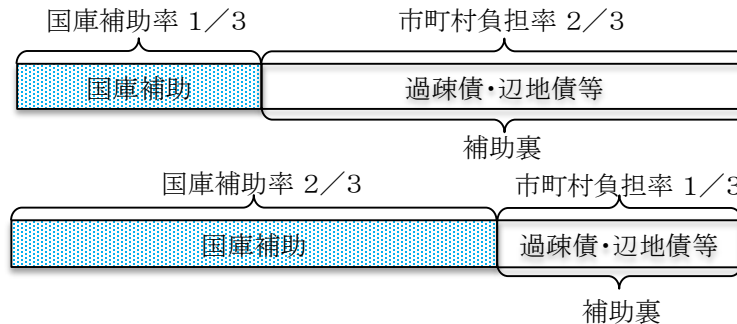 国庫補助率 1／3
市町村負担率 2／3
国庫補助
過疎債・辺地債等
補助裏
国庫補助率 2／3
市町村負担率 1／3
国庫補助
過疎債・辺地債等
補助裏